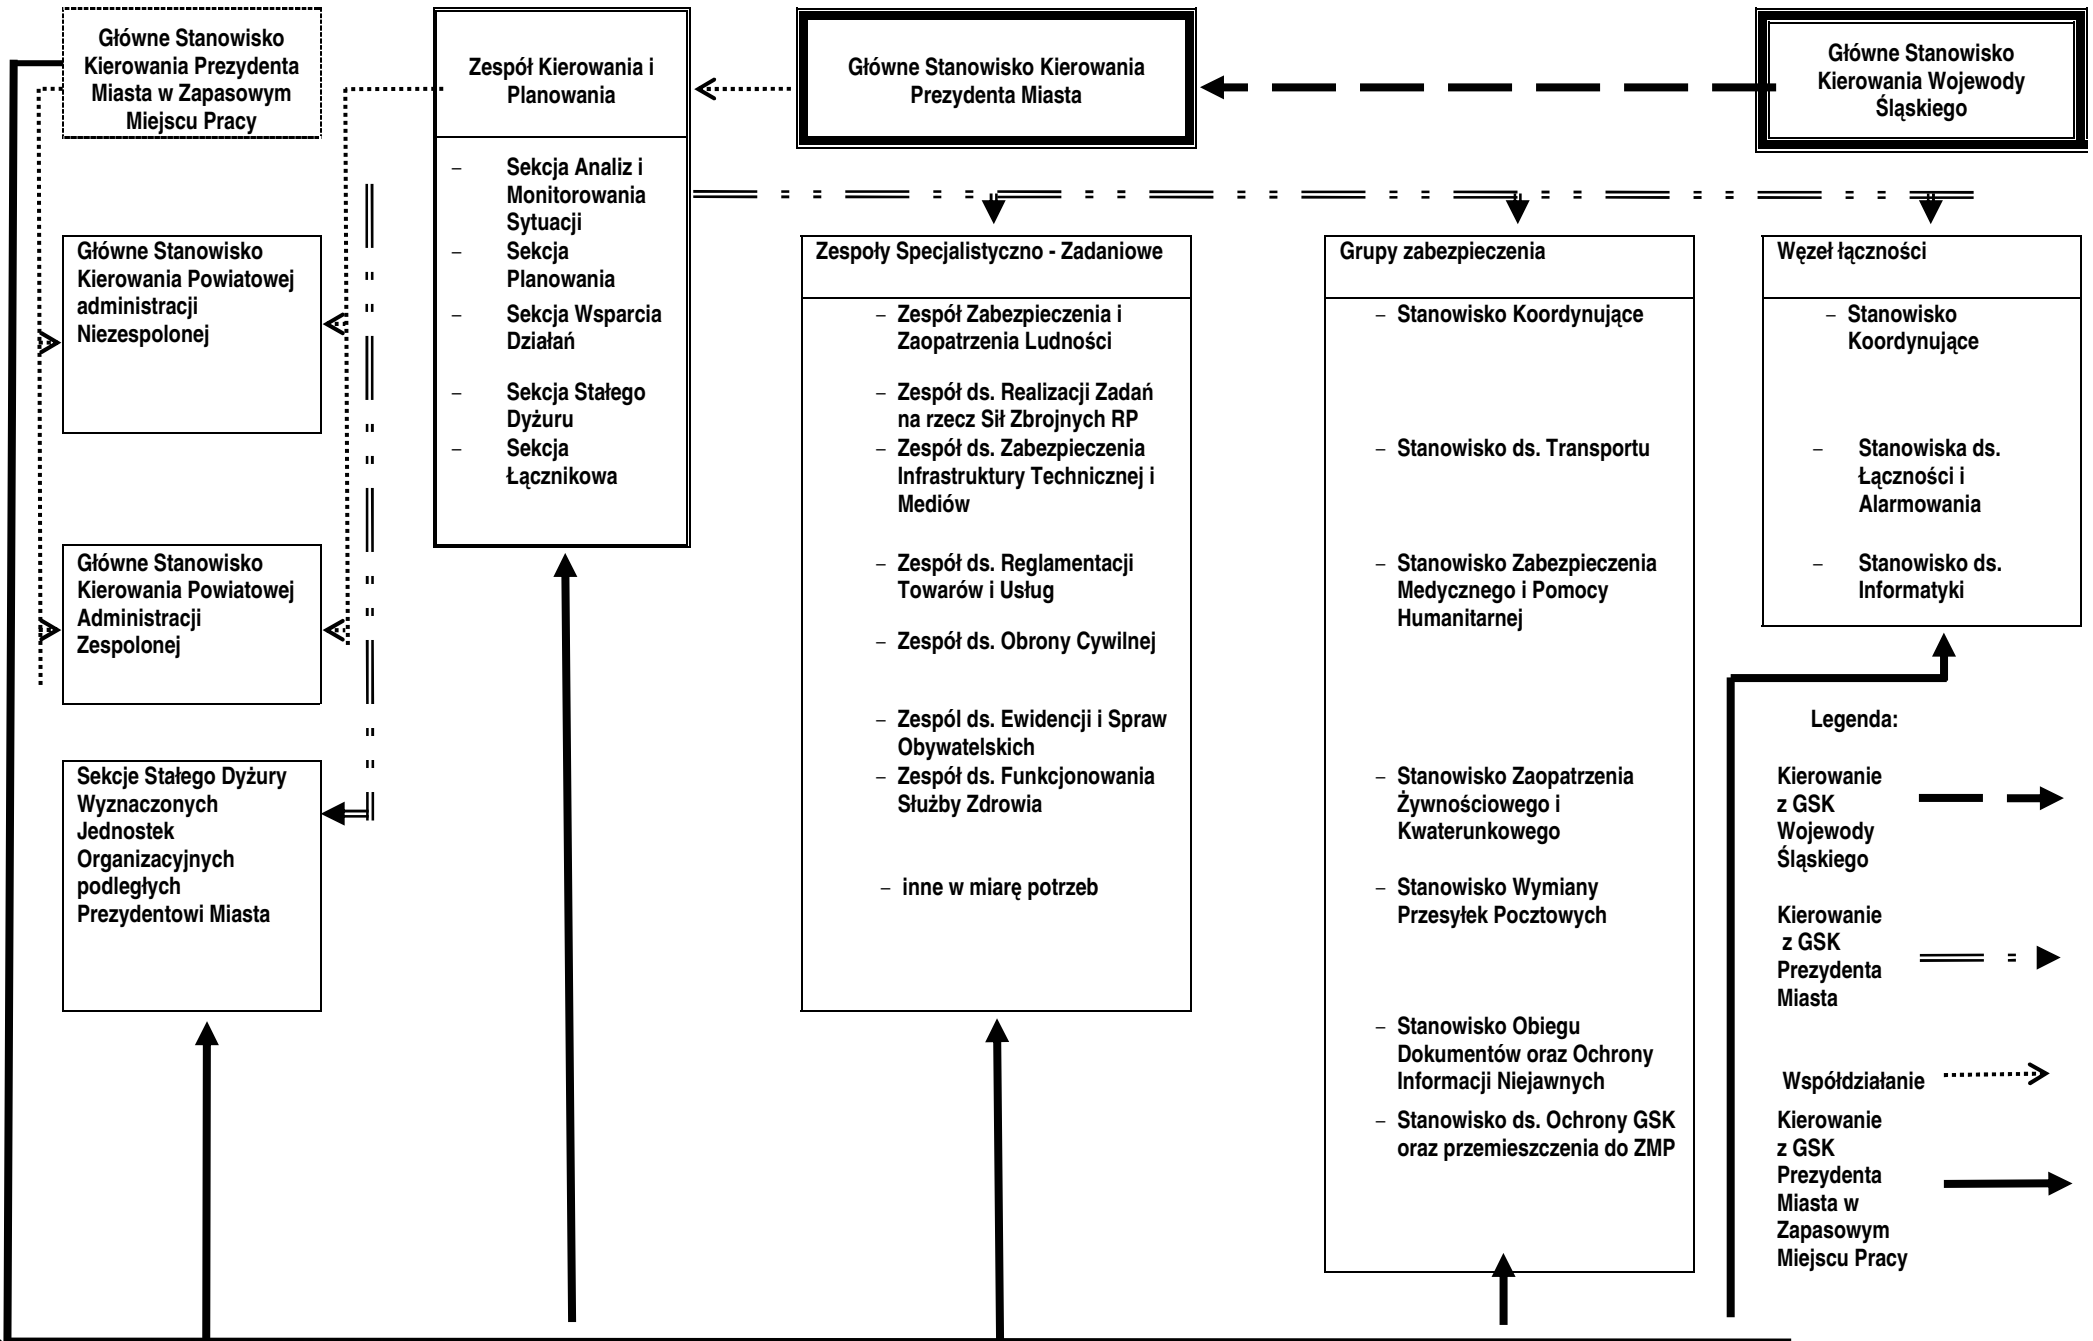 Główne Stanowisko
Kierowania Prezydenta
Miasta w Zapasowym
Miejscu Pracy
Zespół Kierowania i
Planowania
Główne Stanowisko Kierowania
Prezydenta Miasta
Główne Stanowisko
Kierowania Wojewody
Śląskiego
Główne Stanowisko
Kierowania Powiatowej
administracji
Niezespolonej
Główne Stanowisko
Kierowania Powiatowej
Administracji
Zespolonej
Sekcje Stałego Dyżury
Wyznaczonych
Jednostek
Organizacyjnych
podległych
Prezydentowi Miasta
– Sekcja Analiz i
Monitorowania
Sytuacji
– Sekcja
Planowania
– Sekcja Wsparcia
Działań
– Sekcja Stałego
Dyżuru
– Sekcja
Łącznikowa
Zespoły Specjalistyczno - Zadaniowe
– Zespół Zabezpieczenia i
Zaopatrzenia Ludności
– Zespół ds. Realizacji Zadań
na rzecz Sił Zbrojnych RP
– Zespół ds. Zabezpieczenia
Infrastruktury Technicznej i
Mediów
– Zespół ds. Reglamentacji
Towarów i Usług
– Zespół ds. Obrony Cywilnej
– Zespól ds. Ewidencji i Spraw
Obywatelskich
– Zespół ds. Funkcjonowania
Służby Zdrowia
– inne w miarę potrzeb
Grupy zabezpieczenia
– Stanowisko Koordynujące
– Stanowisko ds. Transportu
– Stanowisko Zabezpieczenia
Medycznego i Pomocy
Humanitarnej
– Stanowisko Zaopatrzenia
Żywnościowego i
Kwaterunkowego
– Stanowisko Wymiany
Przesyłek Pocztowych
– Stanowisko Obiegu
Dokumentów oraz Ochrony
Informacji Niejawnych
– Stanowisko ds. Ochrony GSK
oraz przemieszczenia do ZMP
Węzeł łączności
– Stanowisko
Koordynujące
– Stanowiska ds.
Łączności i
Alarmowania
– Stanowisko ds.
Informatyki
Legenda:
Kierowanie
z GSK
Wojewody
Śląskiego
Kierowanie
z GSK
Prezydenta
Miasta
Współdziałanie
Kierowanie
z GSK
Prezydenta
Miasta w
Zapasowym
Miejscu Pracy